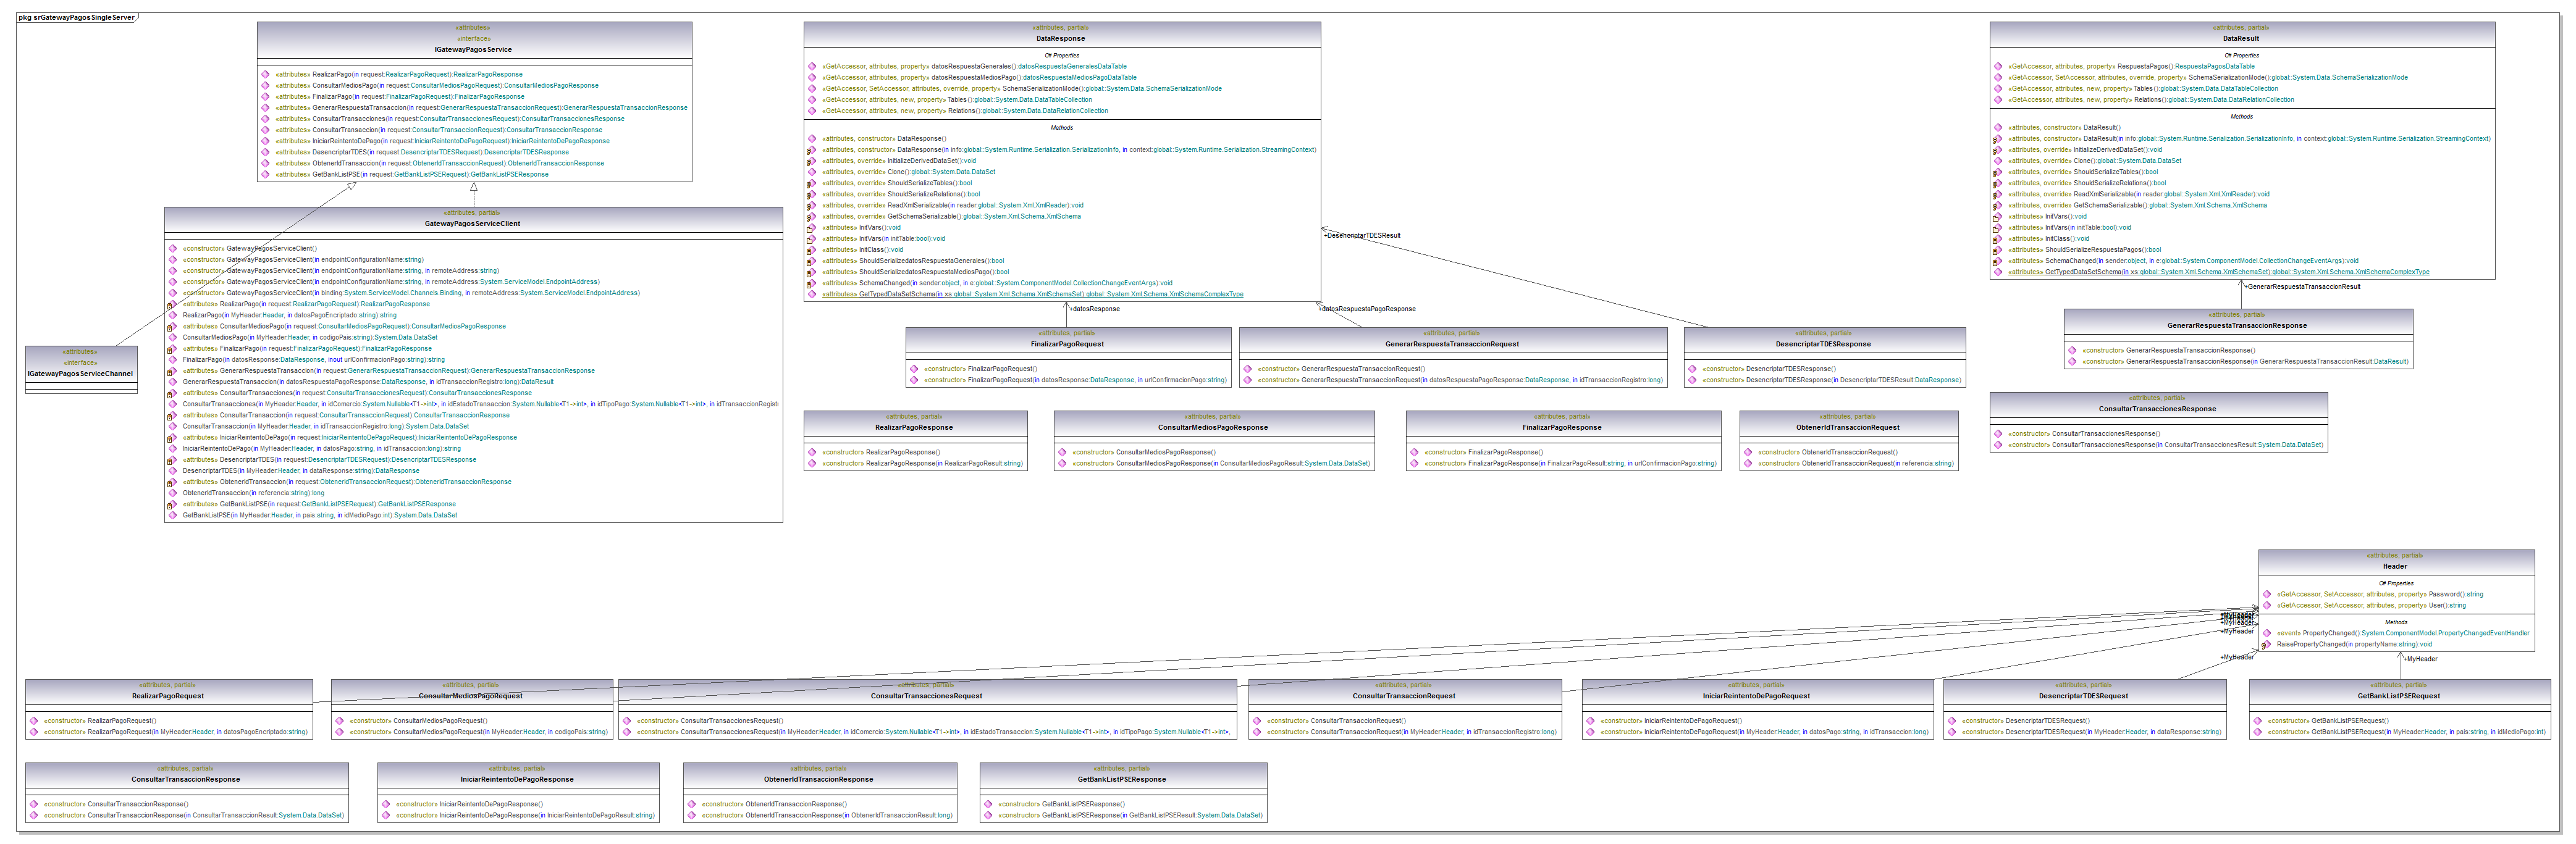 pkg srGatewayPagosSingleServer
«attributes»
«interface»
IGatewayPagosService
«attributes» RealizarPago(in request:RealizarPagoRequest):RealizarPagoResponse
«attributes» ConsultarMediosPago(in request:ConsultarMediosPagoRequest):ConsultarMediosPagoResponse
«attributes» FinalizarPago(in request:FinalizarPagoRequest):FinalizarPagoResponse
«attributes» GenerarRespuestaTransaccion(in request:GenerarRespuestaTransaccionRequest):GenerarRespuestaTransaccionResponse
«attributes» ConsultarTransacciones(in request:ConsultarTransaccionesRequest):ConsultarTransaccionesResponse
«attributes» ConsultarTransaccion(in request:ConsultarTransaccionRequest):ConsultarTransaccionResponse
«attributes» IniciarReintentoDePago(in request:IniciarReintentoDePagoRequest):IniciarReintentoDePagoResponse
«attributes» DesencriptarTDES(in request:DesencriptarTDESRequest):DesencriptarTDESResponse
«attributes» ObtenerIdTransaccion(in request:ObtenerIdTransaccionRequest):ObtenerIdTransaccionResponse
«attributes» GetBankListPSE(in request:GetBankListPSERequest):GetBankListPSEResponse
«attributes, partial»
GatewayPagosServiceClient
«constructor» GatewayPagosServiceClient()
«constructor» GatewayPagosServiceClient(in endpointConfigurationName:string)
«constructor» GatewayPagosServiceClient(in endpointConfigurationName:string, in remoteAddress:string)
«constructor» GatewayPagosServiceClient(in endpointConfigurationName:string, in remoteAddress:System.ServiceModel.EndpointAddress)
«constructor» GatewayPagosServiceClient(in binding:System.ServiceModel.Channels.Binding, in remoteAddress:System.ServiceModel.EndpointAddress)
«attributes» RealizarPago(in request:RealizarPagoRequest):RealizarPagoResponse
RealizarPago(in MyHeader:Header, in datosPagoEncriptado:string):string
«attributes» ConsultarMediosPago(in request:ConsultarMediosPagoRequest):ConsultarMediosPagoResponse
ConsultarMediosPago(in MyHeader:Header, in codigoPais:string):System.Data.DataSet
«attributes» FinalizarPago(in request:FinalizarPagoRequest):FinalizarPagoResponse
FinalizarPago(in datosResponse:DataResponse, inout urlConfirmacionPago:string):string
«attributes» GenerarRespuestaTransaccion(in request:GenerarRespuestaTransaccionRequest):GenerarRespuestaTransaccionResponse
GenerarRespuestaTransaccion(in datosRespuestaPagoResponse:DataResponse, in idTransaccionRegistro:long):DataResult
«attributes» ConsultarTransacciones(in request:ConsultarTransaccionesRequest):ConsultarTransaccionesResponse
ConsultarTransacciones(in MyHeader:Header, in idComercio:System.Nullable<T1->int>, in idEstadoTransaccion:System.Nullable<T1->int>, in idTipoPago:System.Nullable<T1->int>, in idTransaccionRegistr
«attributes» ConsultarTransaccion(in request:ConsultarTransaccionRequest):ConsultarTransaccionResponse
ConsultarTransaccion(in MyHeader:Header, in idTransaccionRegistro:long):System.Data.DataSet
«attributes» IniciarReintentoDePago(in request:IniciarReintentoDePagoRequest):IniciarReintentoDePagoResponse
IniciarReintentoDePago(in MyHeader:Header, in datosPago:string, in idTransaccion:long):string
«attributes» DesencriptarTDES(in request:DesencriptarTDESRequest):DesencriptarTDESResponse
DesencriptarTDES(in MyHeader:Header, in dataResponse:string):DataResponse
«attributes» ObtenerIdTransaccion(in request:ObtenerIdTransaccionRequest):ObtenerIdTransaccionResponse
ObtenerIdTransaccion(in referencia:string):long
«attributes» GetBankListPSE(in request:GetBankListPSERequest):GetBankListPSEResponse
GetBankListPSE(in MyHeader:Header, in pais:string, in idMedioPago:int):System.Data.DataSet
«attributes»
«interface»
IGatewayPagosServiceChannel
«attributes, partial»
DataResponse
C# Properties
«GetAccessor, attributes, property» datosRespuestaGenerales():datosRespuestaGeneralesDataTable
«GetAccessor, attributes, property» datosRespuestaMediosPago():datosRespuestaMediosPagoDataTable
«GetAccessor, SetAccessor, attributes, override, property» SchemaSerializationMode():global::System.Data.SchemaSerializationMode
«GetAccessor, attributes, new, property» Tables():global::System.Data.DataTableCollection
«GetAccessor, attributes, new, property» Relations():global::System.Data.DataRelationCollection
Methods
«attributes, constructor» DataResponse()
«attributes, constructor» DataResponse(in info:global::System.Runtime.Serialization.SerializationInfo, in context:global::System.Runtime.Serialization.StreamingContext)
«attributes, override» InitializeDerivedDataSet():void
«attributes, override» Clone():global::System.Data.DataSet
«attributes, override» ShouldSerializeTables():bool
«attributes, override» ShouldSerializeRelations():bool
«attributes, override» ReadXmlSerializable(in reader:global::System.Xml.XmlReader):void
«attributes, override» GetSchemaSerializable():global::System.Xml.Schema.XmlSchema
«attributes» InitVars():void
«attributes» InitVars(in initTable:bool):void
«attributes» InitClass():void
«attributes» ShouldSerializedatosRespuestaGenerales():bool
«attributes» ShouldSerializedatosRespuestaMediosPago():bool
«attributes» SchemaChanged(in sender:object, in e:global::System.ComponentModel.CollectionChangeEventArgs):void
«attributes» GetTypedDataSetSchema(in xs:global::System.Xml.Schema.XmlSchemaSet):global::System.Xml.Schema.XmlSchemaComplexType
+DesencriptarTDESResult
+datosResponse
+datosRespuestaPagoResponse
«attributes, partial»
FinalizarPagoRequest
«constructor» FinalizarPagoRequest()
«constructor» FinalizarPagoRequest(in datosResponse:DataResponse, in urlConfirmacionPago:string)
«attributes, partial»
GenerarRespuestaTransaccionRequest
«constructor» GenerarRespuestaTransaccionRequest()
«constructor» GenerarRespuestaTransaccionRequest(in datosRespuestaPagoResponse:DataResponse, in idTransaccionRegistro:long)
«attributes, partial»
DesencriptarTDESResponse
«constructor» DesencriptarTDESResponse()
«constructor» DesencriptarTDESResponse(in DesencriptarTDESResult:DataResponse)
«attributes, partial»
DataResult
C# Properties
«GetAccessor, attributes, property» RespuestaPagos():RespuestaPagosDataTable
«GetAccessor, SetAccessor, attributes, override, property» SchemaSerializationMode():global::System.Data.SchemaSerializationMode
«GetAccessor, attributes, new, property» Tables():global::System.Data.DataTableCollection
«GetAccessor, attributes, new, property» Relations():global::System.Data.DataRelationCollection
Methods
«attributes, constructor» DataResult()
«attributes, constructor» DataResult(in info:global::System.Runtime.Serialization.SerializationInfo, in context:global::System.Runtime.Serialization.StreamingContext)
«attributes, override» InitializeDerivedDataSet():void
«attributes, override» Clone():global::System.Data.DataSet
«attributes, override» ShouldSerializeTables():bool
«attributes, override» ShouldSerializeRelations():bool
«attributes, override» ReadXmlSerializable(in reader:global::System.Xml.XmlReader):void
«attributes, override» GetSchemaSerializable():global::System.Xml.Schema.XmlSchema
«attributes» InitVars():void
«attributes» InitVars(in initTable:bool):void
«attributes» InitClass():void
«attributes» ShouldSerializeRespuestaPagos():bool
«attributes» SchemaChanged(in sender:object, in e:global::System.ComponentModel.CollectionChangeEventArgs):void
«attributes» GetTypedDataSetSchema(in xs:global::System.Xml.Schema.XmlSchemaSet):global::System.Xml.Schema.XmlSchemaComplexType
+GenerarRespuestaTransaccionResult
«attributes, partial»
GenerarRespuestaTransaccionResponse
«constructor» GenerarRespuestaTransaccionResponse()
«constructor» GenerarRespuestaTransaccionResponse(in GenerarRespuestaTransaccionResult:DataResult)
«attributes, partial»
RealizarPagoResponse
«constructor» RealizarPagoResponse()
«constructor» RealizarPagoResponse(in RealizarPagoResult:string)
«attributes, partial»
ConsultarMediosPagoResponse
«constructor» ConsultarMediosPagoResponse()
«constructor» ConsultarMediosPagoResponse(in ConsultarMediosPagoResult:System.Data.DataSet)
«attributes, partial»
FinalizarPagoResponse
«constructor» FinalizarPagoResponse()
«constructor» FinalizarPagoResponse(in FinalizarPagoResult:string, in urlConfirmacionPago:string)
«attributes, partial»
ObtenerIdTransaccionRequest
«constructor» ObtenerIdTransaccionRequest()
«constructor» ObtenerIdTransaccionRequest(in referencia:string)
«attributes, partial»
ConsultarTransaccionesResponse
«constructor» ConsultarTransaccionesResponse()
«constructor» ConsultarTransaccionesResponse(in ConsultarTransaccionesResult:System.Data.DataSet)
«attributes, partial»
Header
C# Properties
«GetAccessor, SetAccessor, attributes, property» Password():string
«GetAccessor, SetAccessor, attributes, property» User():string
Methods
«event» PropertyChanged():System.ComponentModel.PropertyChangedEventHandler
RaisePropertyChanged(in propertyName:string):void
+MyHeader
+MyHeader
+MyHeader
+MyHeader
+MyHeader
+MyHeader
«attributes, partial»
RealizarPagoRequest
«constructor» RealizarPagoRequest()
«constructor» RealizarPagoRequest(in MyHeader:Header, in datosPagoEncriptado:string)
«attributes, partial»
ConsultarMediosPagoRequest
«constructor» ConsultarMediosPagoRequest()
«constructor» ConsultarMediosPagoRequest(in MyHeader:Header, in codigoPais:string)
«attributes, partial»
ConsultarTransaccionesRequest
«constructor» ConsultarTransaccionesRequest()
«constructor» ConsultarTransaccionesRequest(in MyHeader:Header, in idComercio:System.Nullable<T1->int>, in idEstadoTransaccion:System.Nullable<T1->int>, in idTipoPago:System.Nullable<T1->int>,
«attributes, partial»
ConsultarTransaccionRequest
«constructor» ConsultarTransaccionRequest()
«constructor» ConsultarTransaccionRequest(in MyHeader:Header, in idTransaccionRegistro:long)
«attributes, partial»
IniciarReintentoDePagoRequest
«constructor» IniciarReintentoDePagoRequest()
«constructor» IniciarReintentoDePagoRequest(in MyHeader:Header, in datosPago:string, in idTransaccion:long)
«attributes, partial»
DesencriptarTDESRequest
«constructor» DesencriptarTDESRequest()
«constructor» DesencriptarTDESRequest(in MyHeader:Header, in dataResponse:string)
«attributes, partial»
GetBankListPSERequest
«constructor» GetBankListPSERequest()
«constructor» GetBankListPSERequest(in MyHeader:Header, in pais:string, in idMedioPago:int)
«attributes, partial»
ConsultarTransaccionResponse
«constructor» ConsultarTransaccionResponse()
«constructor» ConsultarTransaccionResponse(in ConsultarTransaccionResult:System.Data.DataSet)
«attributes, partial»
IniciarReintentoDePagoResponse
«constructor» IniciarReintentoDePagoResponse()
«constructor» IniciarReintentoDePagoResponse(in IniciarReintentoDePagoResult:string)
«attributes, partial»
ObtenerIdTransaccionResponse
«constructor» ObtenerIdTransaccionResponse()
«constructor» ObtenerIdTransaccionResponse(in ObtenerIdTransaccionResult:long)
«attributes, partial»
GetBankListPSEResponse
«constructor» GetBankListPSEResponse()
«constructor» GetBankListPSEResponse(in GetBankListPSEResult:System.Data.DataSet)